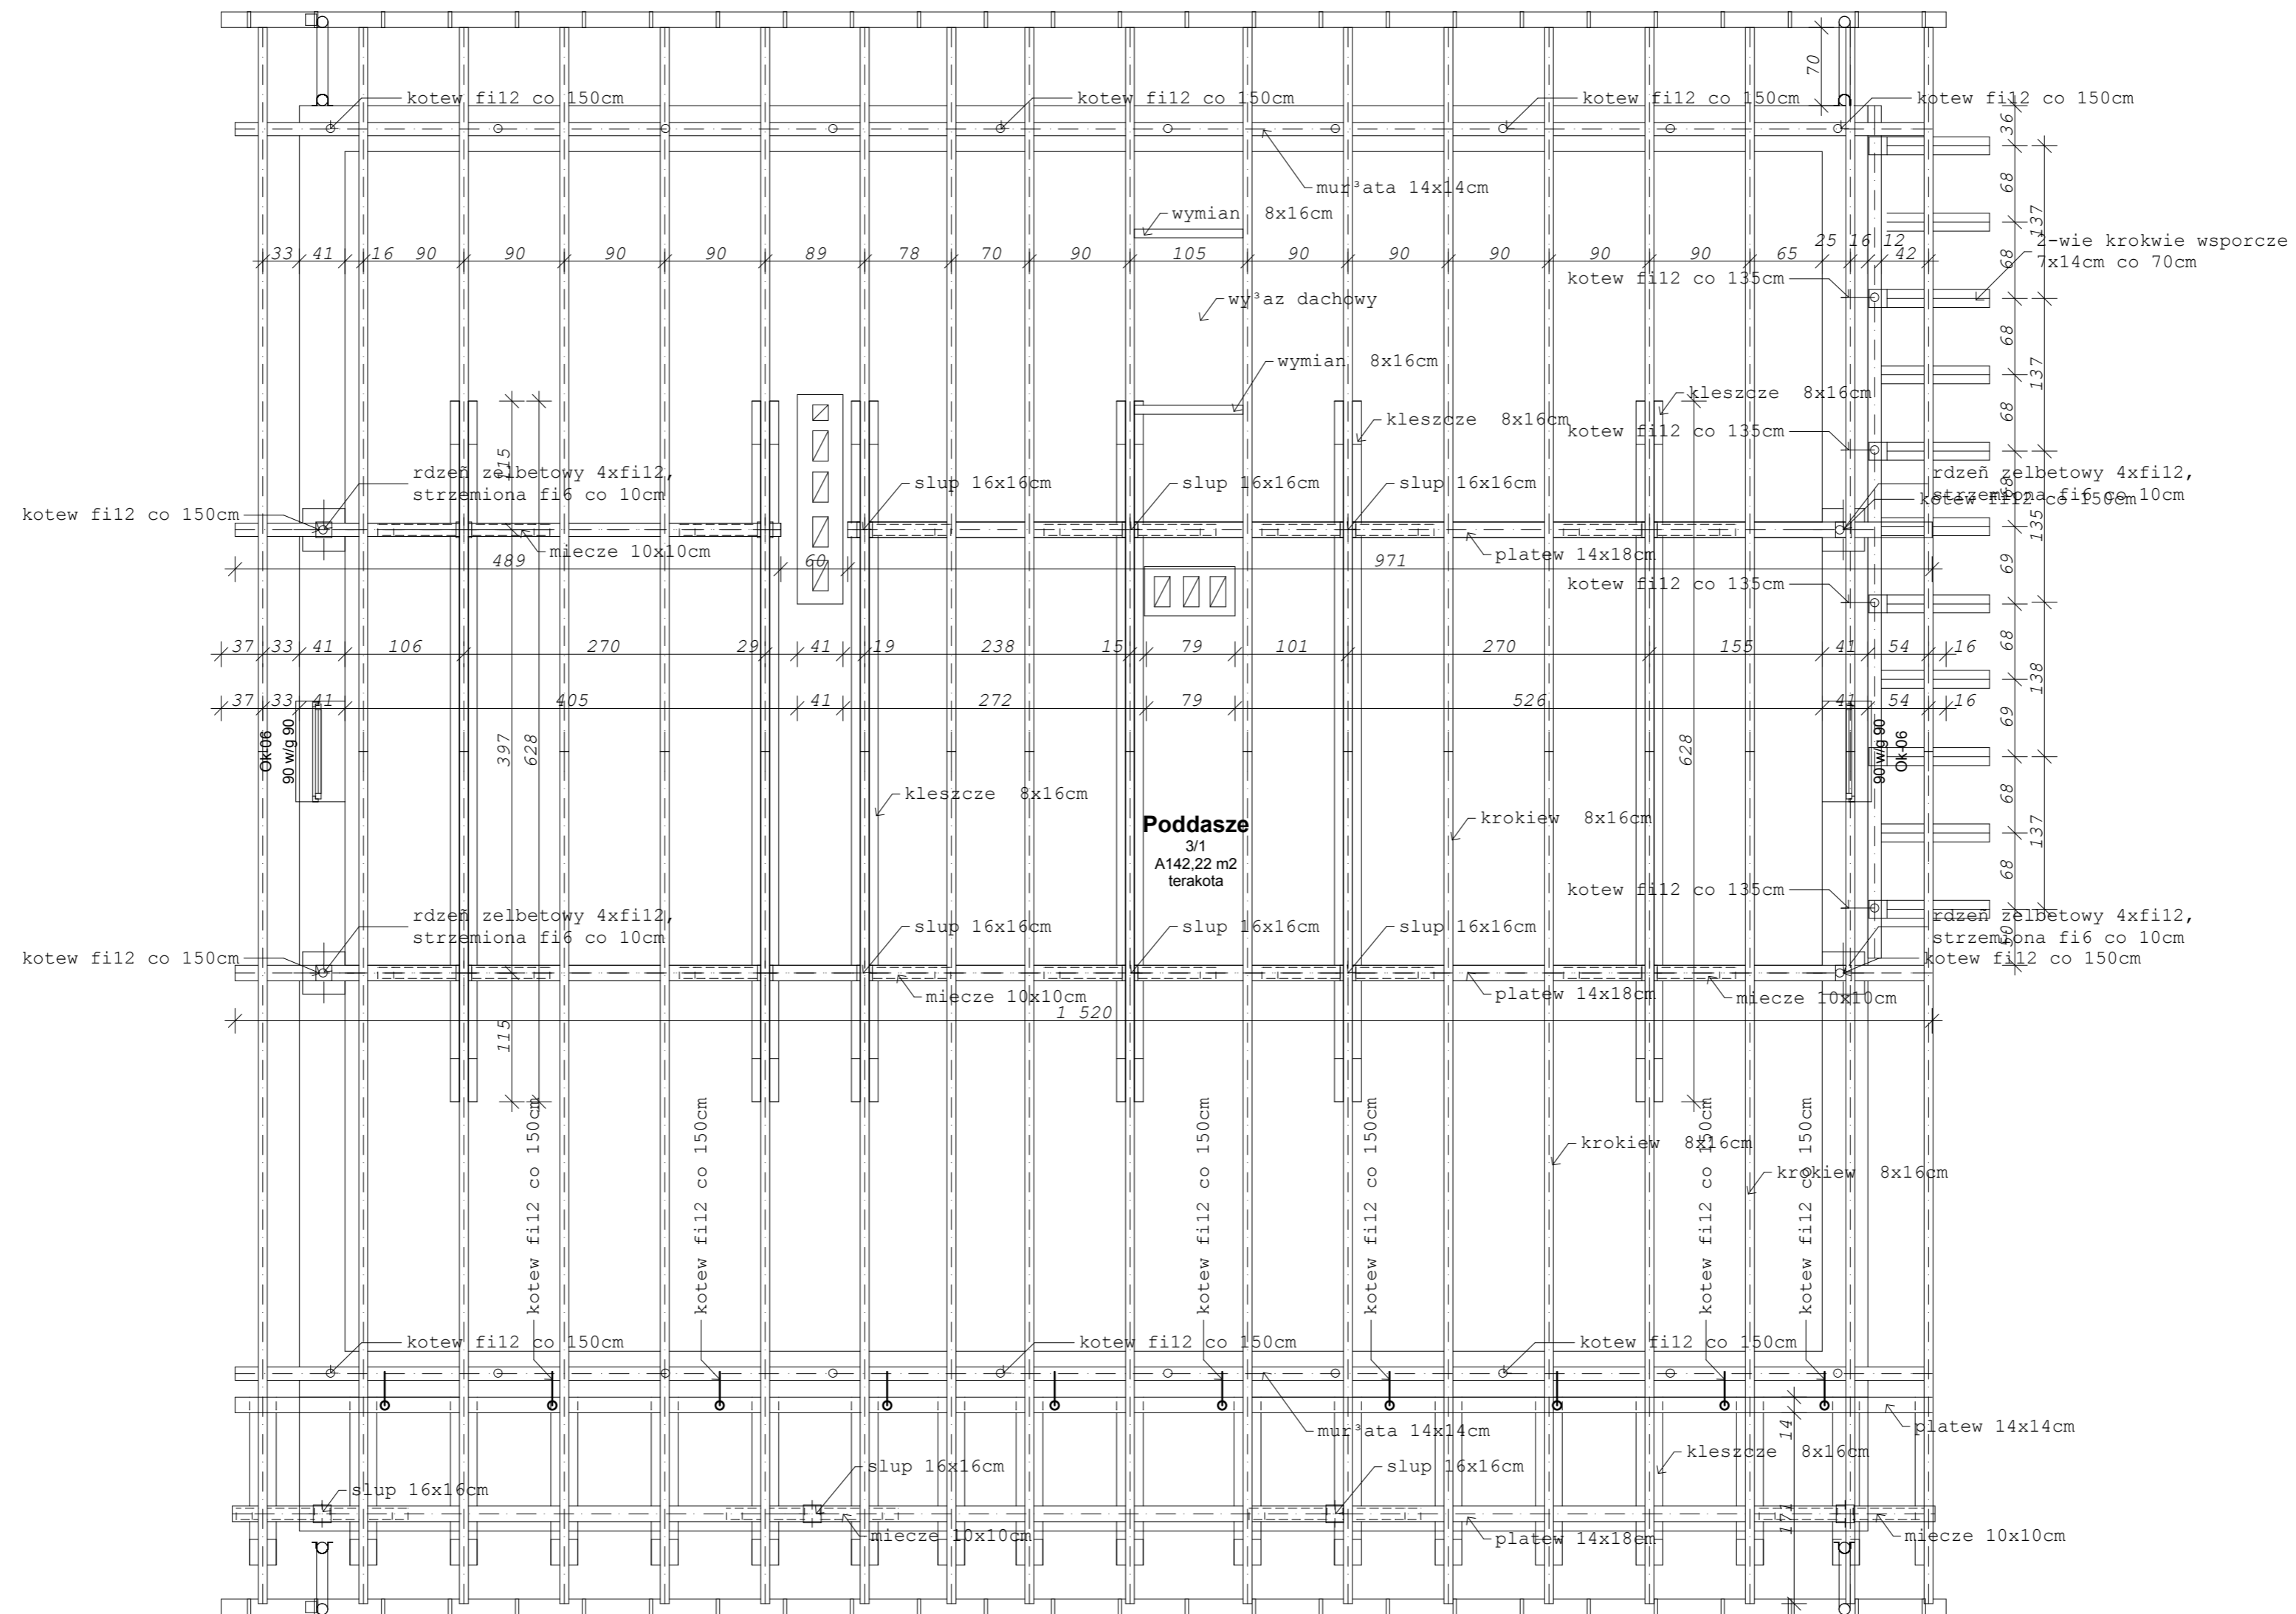 70
kotew fi12 co 150cm
kotew fi12 co 150cm
kotew fi12 co 150cm
kotew fi12 co 150cm
36
mur³ata 14x14cm
68
137
wymian 8x16cm
33 41 16 90 90 90 90 89 78 70 90 105 90 90 90 90 90 65 25 16 12 42
2-wie krokwie wsporcze
7x14cm co 70cm
68
kotew fi12 co 135cm
wy³az dachowy
68
137
wymian 8x16cm
kleszcze 8x16cm
68
kleszcze 8x16cm
kotew fi12 co 135cm
115
rdzeñ zelbetowy 4xfi12,
strzemiona fi6 co 10cm
slup 16x16cm
slup 16x16cm
slup 16x16cm
rdzeñ zelbetowy 4xfi12,
strzemiona fi6 co 10cm
68
kotew fi12 co 150cm
kotew fi12 co 150cm
135
miecze 10x10cm
platew 14x18cm
489 60 971
69
kotew fi12 co 135cm
37 33 41 106 270 29 41 19 238 15 79 101 270 155 41 54 16
68
138
37 33 41 405 41 272 79 526 41 54 16
69
Ok-06
90 w/g 90
397
628
628
90 w/g 90
Ok-06
68
137
kleszcze 8x16cm
krokiew 8x16cm
Poddasze
3/1
A142,22 m2
terakota
68
kotew fi12 co 135cm
rdzeñ zelbetowy 4xfi12,
strzemiona fi6 co 10cm
slup 16x16cm
slup 16x16cm
slup 16x16cm
rdzeñ zelbetowy 4xfi12,
strzemiona fi6 co 10cm
50
kotew fi12 co 150cm
kotew fi12 co 150cm
miecze 10x10cm
platew 14x18cm
miecze 10x10cm
1 520
115
kotew fi12 co 150cm
kotew fi12 co 150cm
kotew fi12 co 150cm
kotew fi12 co 150cm
kotew fi12 co 150cm
kotew fi12 co 150cm
krokiew 8x16cm
krokiew 8x16cm
kotew fi12 co 150cm
kotew fi12 co 150cm
kotew fi12 co 150cm
mur³ata 14x14cm
14
platew 14x14cm
kleszcze 8x16cm
slup 16x16cm
slup 16x16cm
slup 16x16cm
171
miecze 10x10cm
platew 14x18cm
miecze 10x10cm